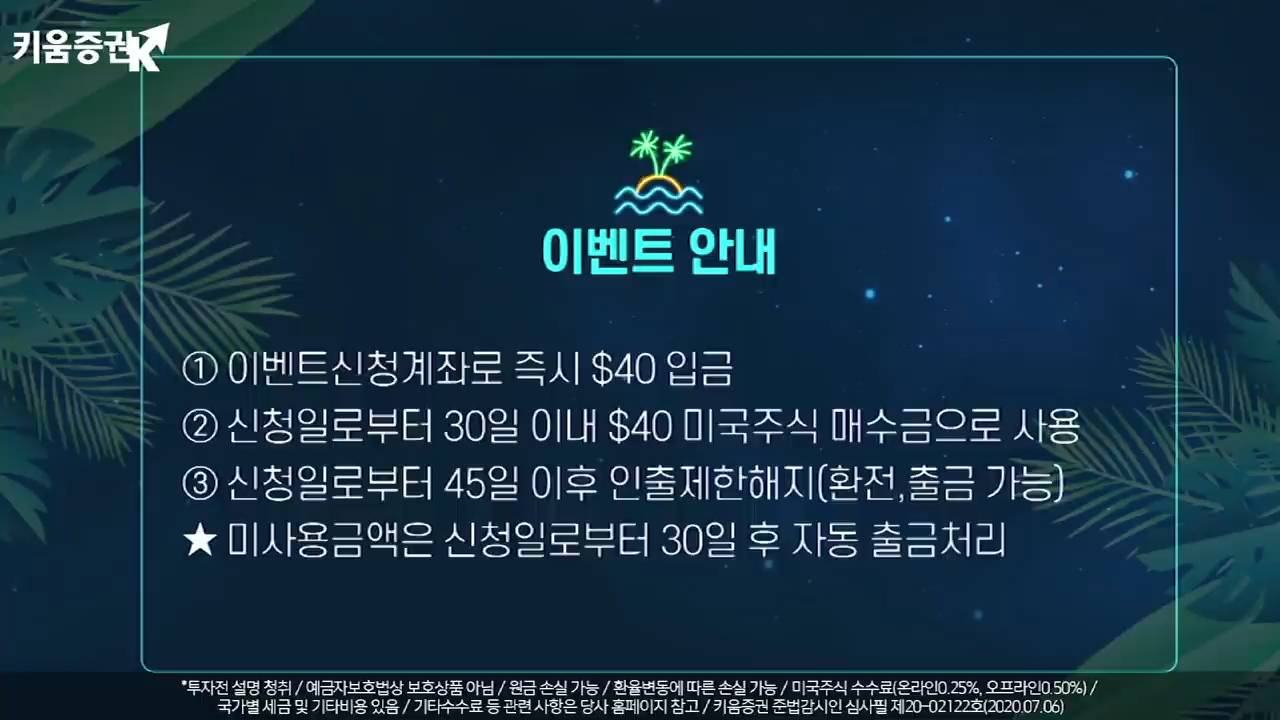 키움증권K
이벤트 안내
① 이벤트신청계좌로 즉시 $40 입금
② 신청일로부터 30일 이내 $40 미국주식 매수금으로 사용
③ 신청일로부터 45일 이후 인출제한해지(환전,출금 가능)
★ 미사용금액은 신청일로부터 30일 후 자동 출금처리
*투자전 설명 청취 / 예금자보호법상 보호상품 아님 / 원금 손실 가능 / 환율변동에 따른 손실 가능 / 미국주식 수수료(온라인0.25%, 오프라인0.50%) /
국가별 세금 및 기타비용 있음 / 기타수수료 등 관련 사항은 당사 홈페이지 참고 / 키움증권 준법감시인 심사필 제20-02122호(2020.07.06)